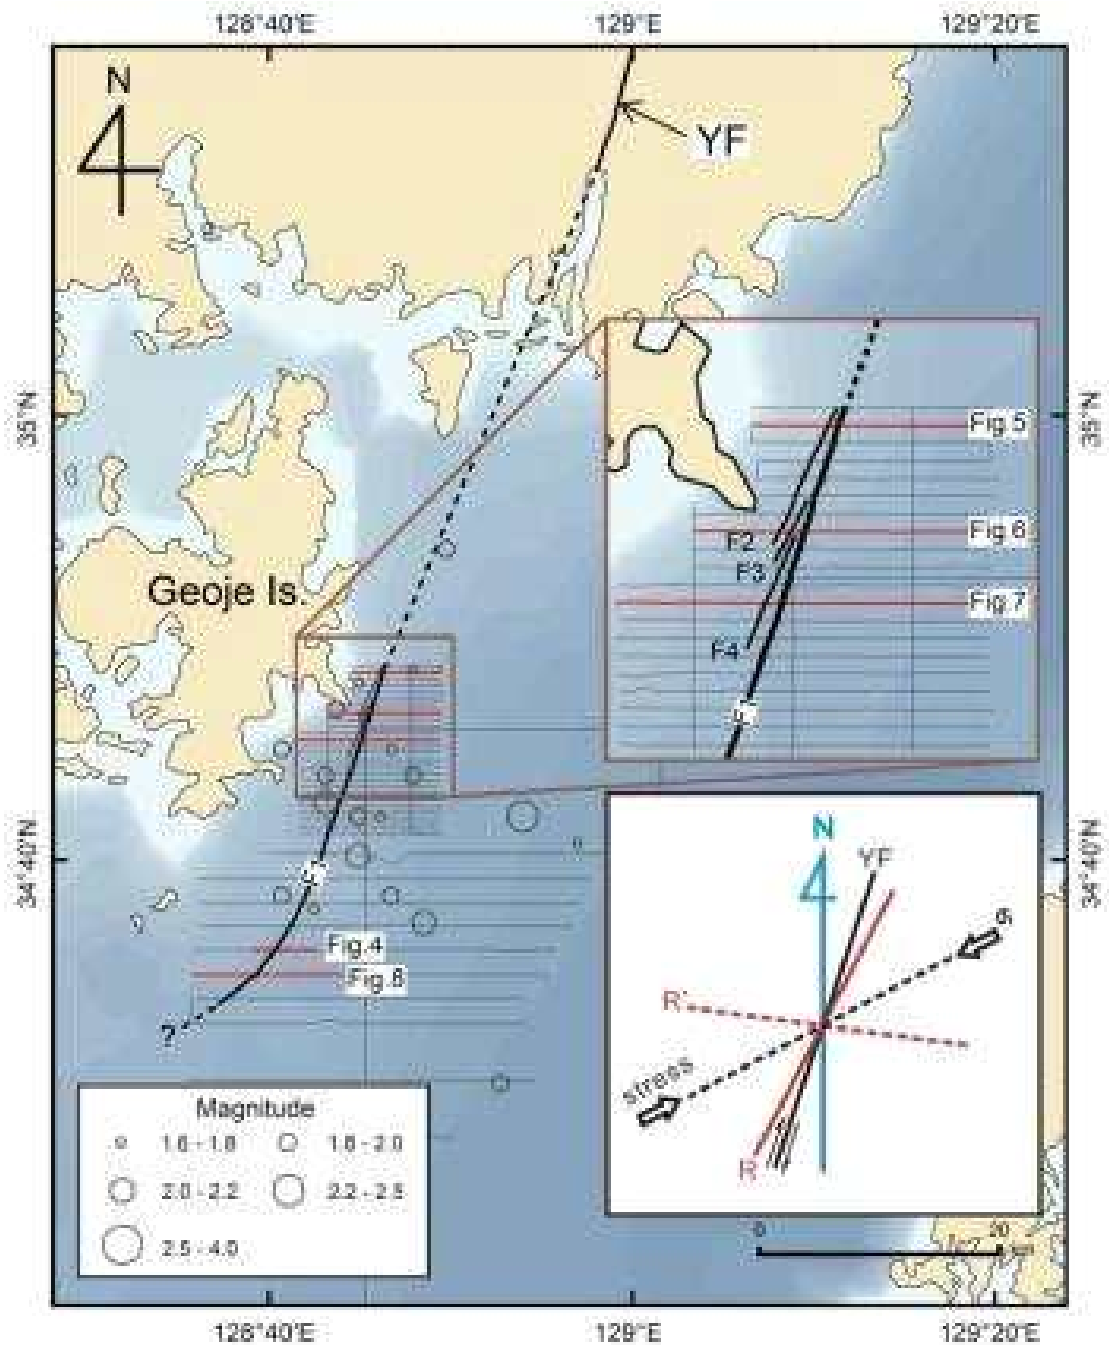 128°40'E 129°E 129°20'E
N
YF
35°N 35°N
Fig.5
Fig.6
F2
F3
Geoje Is.
Fig.7
F4
34°40'N 34°40'N
N
YF
σ₁
Fig.4
Fig.8
R'
?
stress
R
Magnitude
1.6 - 1.8 1.8 - 2.0
2.0 - 2.2 2.2 - 2.5
2.5 - 4.0
0 20
km
128°40'E 129°E 129°20'E